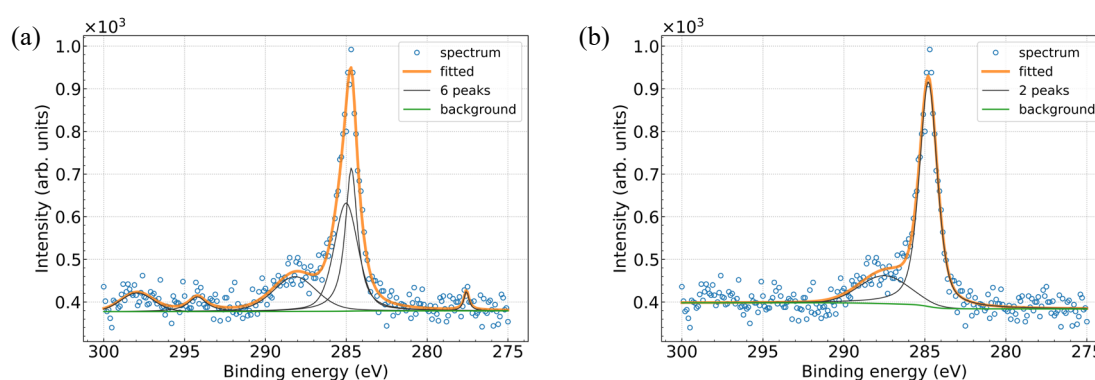 (a)
×10³
Intensity (arb. units)
1.0
0.9
0.8
0.7
0.6
0.5
0.4
spectrum
fitted
6 peaks
background
300 295 290 285 280 275
Binding energy (eV)
(b)
×10³
Intensity (arb. units)
1.0
0.9
0.8
0.7
0.6
0.5
0.4
spectrum
fitted
2 peaks
background
300 295 290 285 280 275
Binding energy (eV)